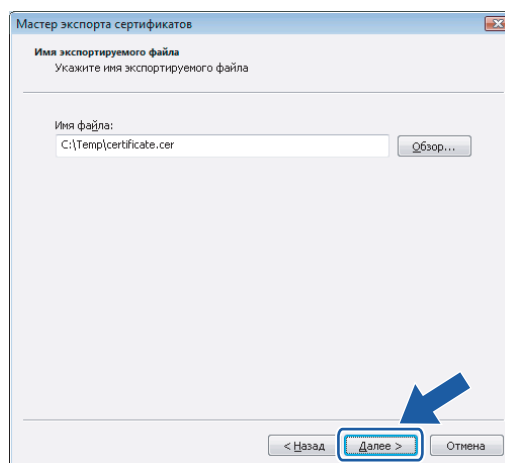 Мастер экспорта сертификатов
Имя экспортируемого файла
Укажите имя экспортируемого файла
Имя файла:
C:\Temp\certificate.cer
Обзор...
< Назад
Далее >
Отмена